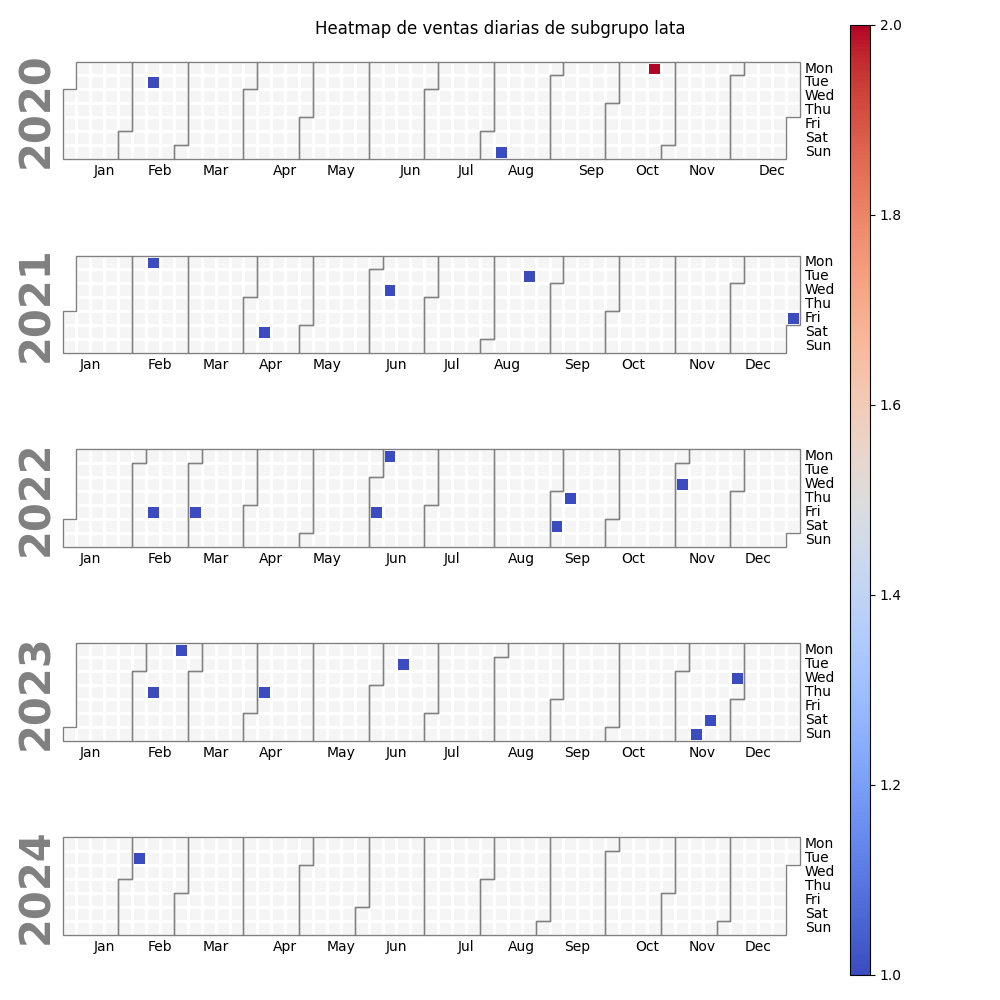 Heatmap de ventas diarias de subgrupo lata
2020
Mon
Tue
Wed
Thu
Fri
Sat
Sun
Jan Feb Mar Apr May Jun Jul Aug Sep Oct Nov Dec
2021
Mon
Tue
Wed
Thu
Fri
Sat
Sun
Jan Feb Mar Apr May Jun Jul Aug Sep Oct Nov Dec
2022
Mon
Tue
Wed
Thu
Fri
Sat
Sun
Jan Feb Mar Apr May Jun Jul Aug Sep Oct Nov Dec
2023
Mon
Tue
Wed
Thu
Fri
Sat
Sun
Jan Feb Mar Apr May Jun Jul Aug Sep Oct Nov Dec
2024
Mon
Tue
Wed
Thu
Fri
Sat
Sun
Jan Feb Mar Apr May Jun Jul Aug Sep Oct Nov Dec
2.0
1.8
1.6
1.4
1.2
1.0